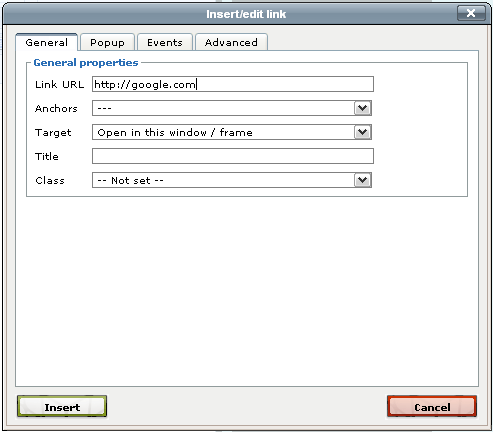 Insert/edit link
General Popup Events Advanced
General properties
Link URL http://google.com
Anchors ---
Target Open in this window / frame
Title
Class -- Not set --
Insert Cancel